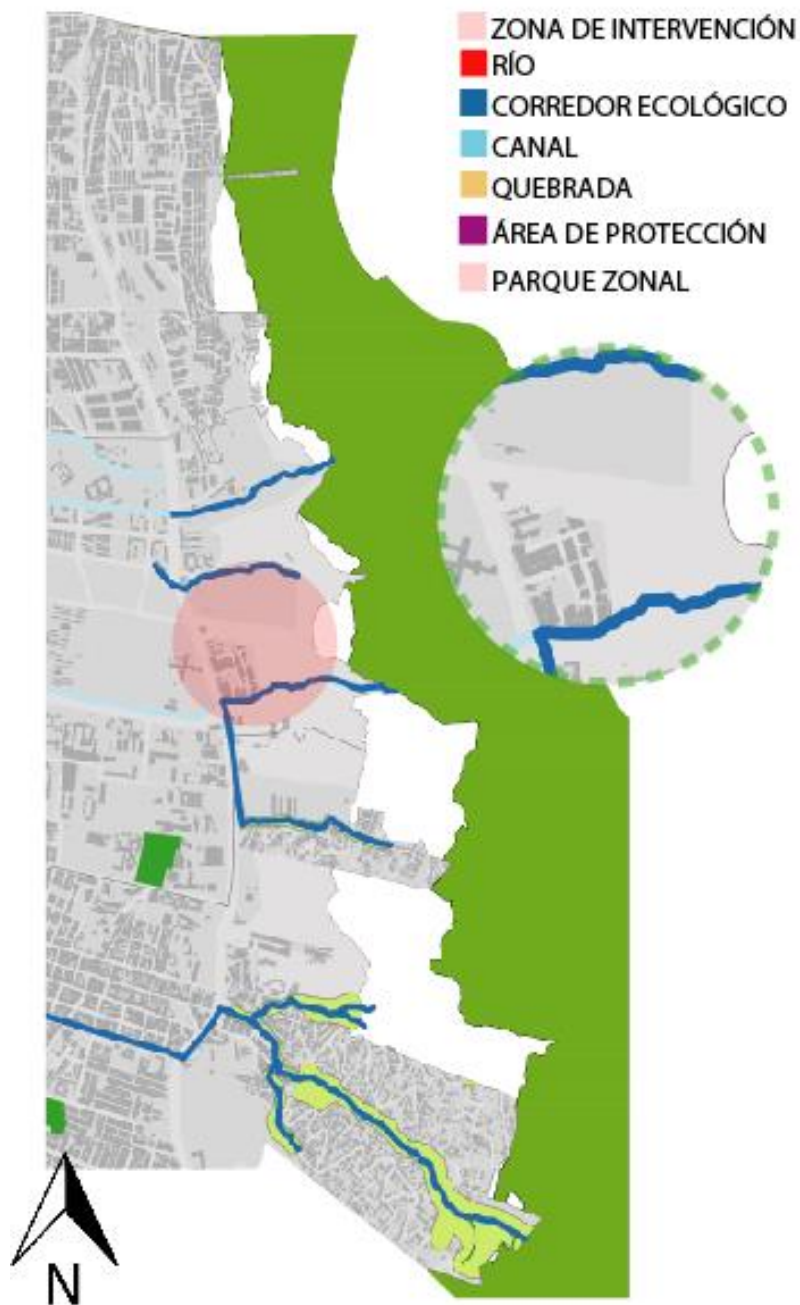 ZONA DE INTERVENCIÓN
RÍO
CORREDOR ECOLÓGICO
CANAL
QUEBRADA
ÁREA DE PROTECCIÓN
PARQUE ZONAL
N